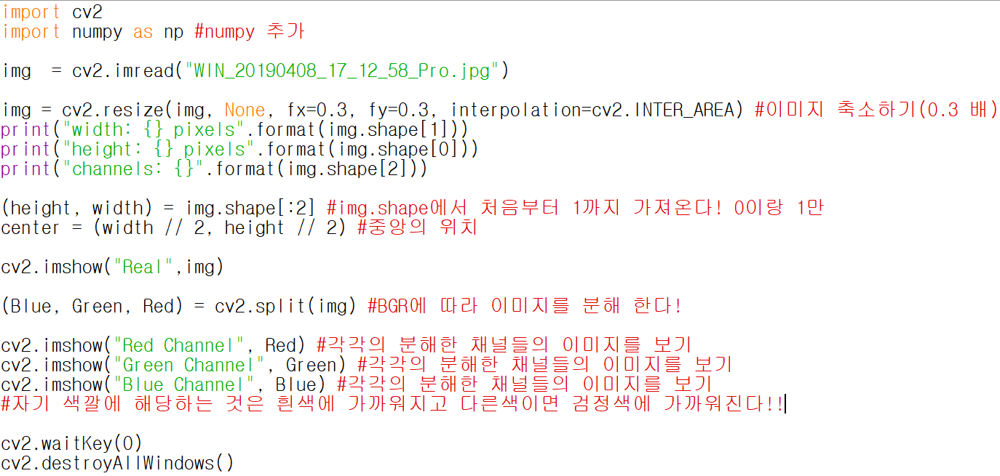 import cv2
import numpy as np #numpy 추가
img  = cv2.imread("WIN_20190408_17_12_58_Pro.jpg")
img = cv2.resize(img, None, fx=0.3, fy=0.3, interpolation=cv2.INTER_AREA) #이미지 축소하기(0.3 배)
print("width: {} pixels".format(img.shape[1]))
print("height: {} pixels".format(img.shape[0]))
print("channels: {}".format(img.shape[2]))
(height, width) = img.shape[:2] #img.shape에서 처음부터 1까지 가져온다! 0이랑 1만
center = (width // 2, height // 2) #중앙의 위치
cv2.imshow("Real",img)
(Blue, Green, Red) = cv2.split(img) #BGR에 따라 이미지를 분해 한다!
cv2.imshow("Red Channel", Red) #각각의 분해한 채널들의 이미지를 보기
cv2.imshow("Green Channel", Green) #각각의 분해한 채널들의 이미지를 보기
cv2.imshow("Blue Channel", Blue) #각각의 분해한 채널들의 이미지를 보기
#자기 색깔에 해당하는 것은 흰색에 가까워지고 다른색이면 검정색에 가까워진다!!
cv2.waitKey(0)
cv2.destroyAllWindows()